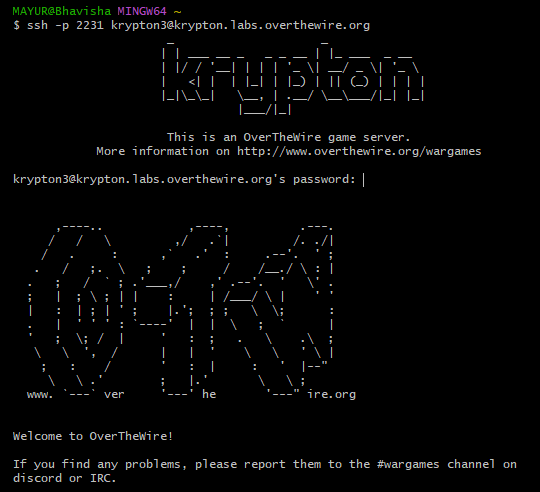 MAYUR@Bhavisha MINGW64 ~
$ ssh -p 2231 krypton3@krypton.labs.overthewire.org
krypton
This is an OverTheWire game server.
More information on http://www.overthewire.org/wargames
krypton3@krypton.labs.overthewire.org's password:
www. ver he ire.org
Welcome to OverTheWire!
If you find any problems, please report them to the #wargames channel on
discord or IRC.